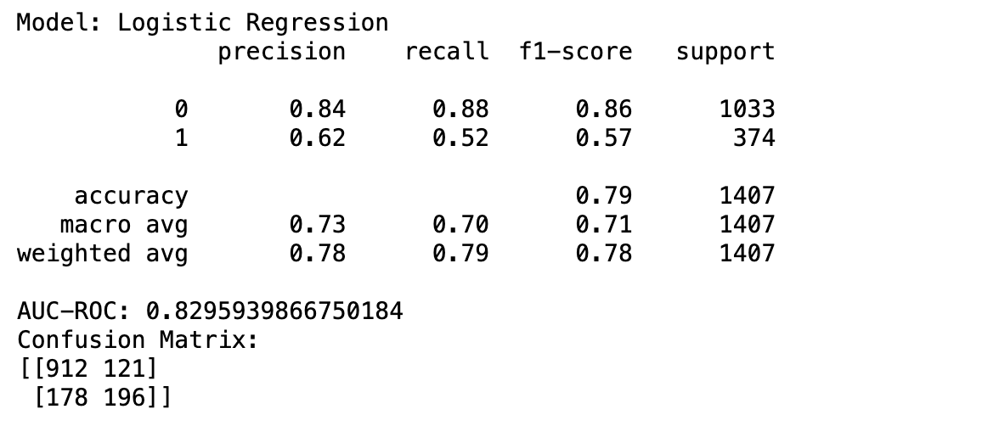 Model: Logistic Regression
              precision    recall  f1-score   support

           0       0.84      0.88      0.86      1033
           1       0.62      0.52      0.57       374

    accuracy                           0.79      1407
   macro avg       0.73      0.70      0.71      1407
weighted avg       0.78      0.79      0.78      1407

AUC-ROC: 0.8295939866750184
Confusion Matrix:
[[912 121]
 [178 196]]